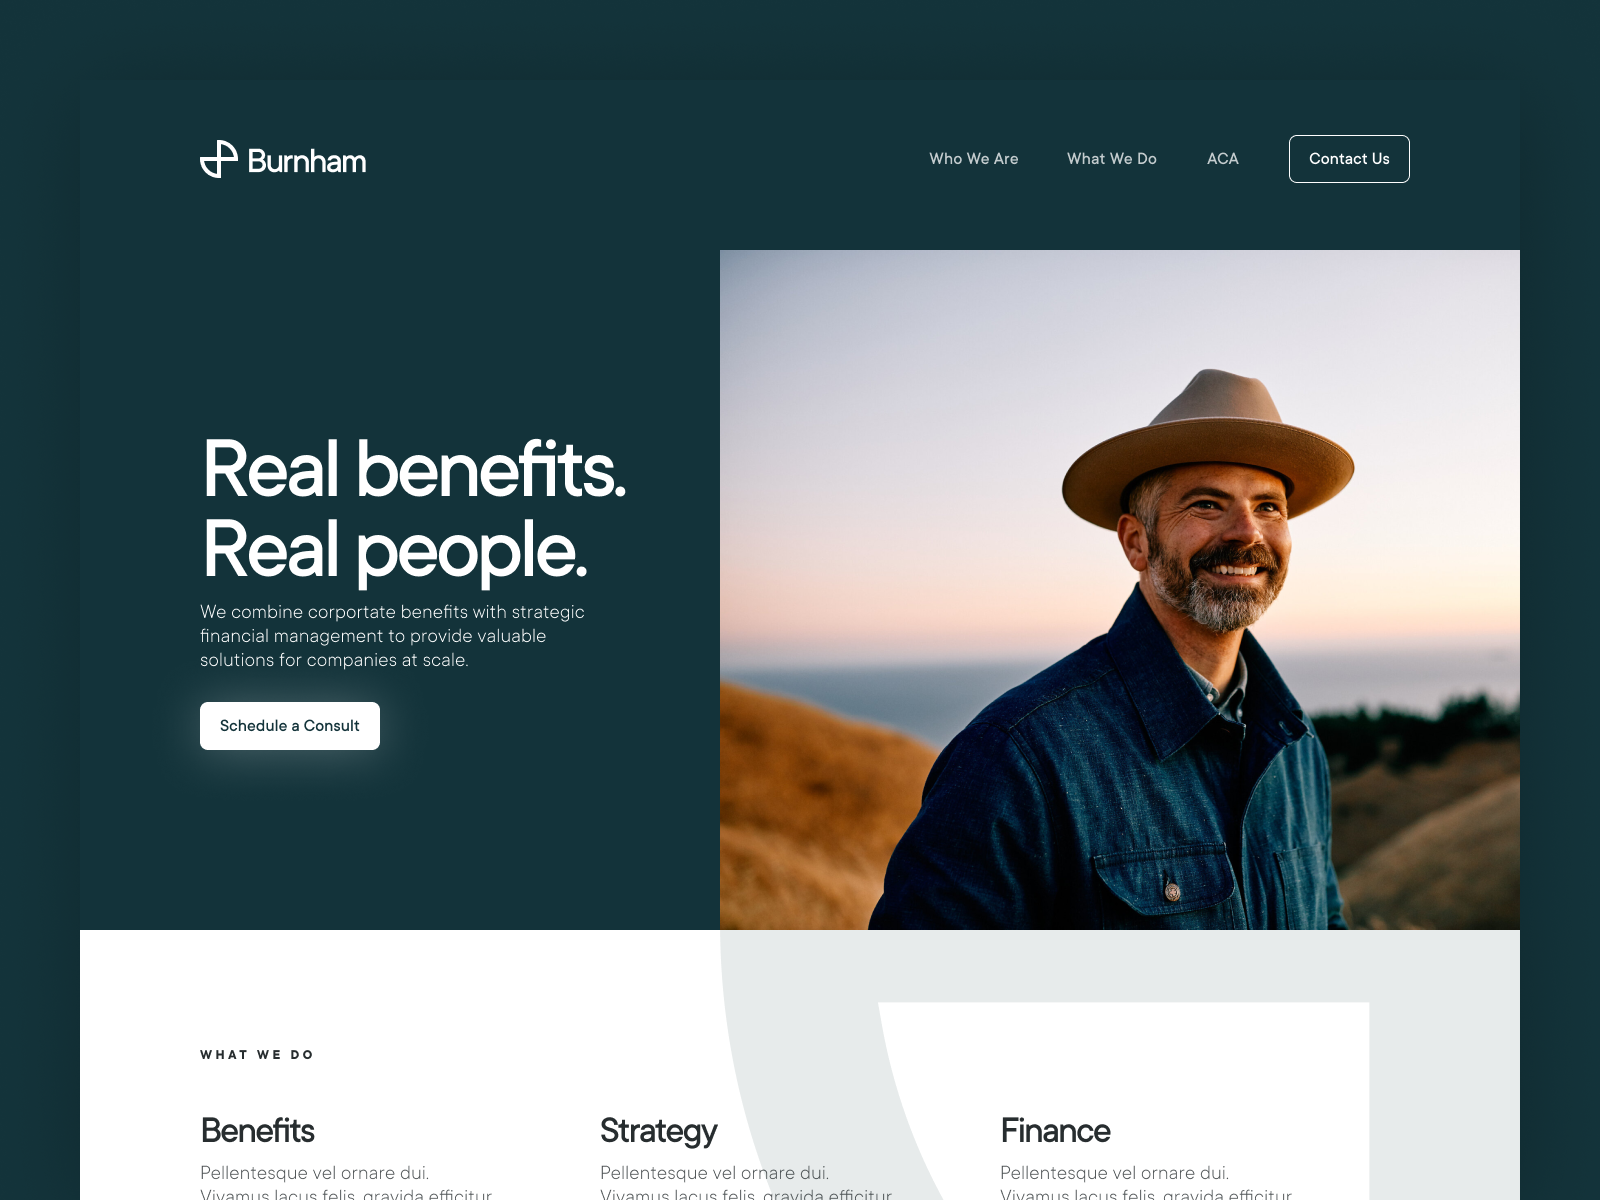 Burnham
Who We Are
What We Do
ACA
Contact Us
Real benefits.
Real people.
We combine corportate benefits with strategic
financial management to provide valuable
solutions for companies at scale.
Schedule a Consult
WHAT WE DO
Benefits
Pellentesque vel ornare dui.
Vivamus lacus felis, gravida efficitur
Strategy
Pellentesque vel ornare dui.
Vivamus lacus felis, gravida efficitur
Finance
Pellentesque vel ornare dui.
Vivamus lacus felis, gravida efficitur